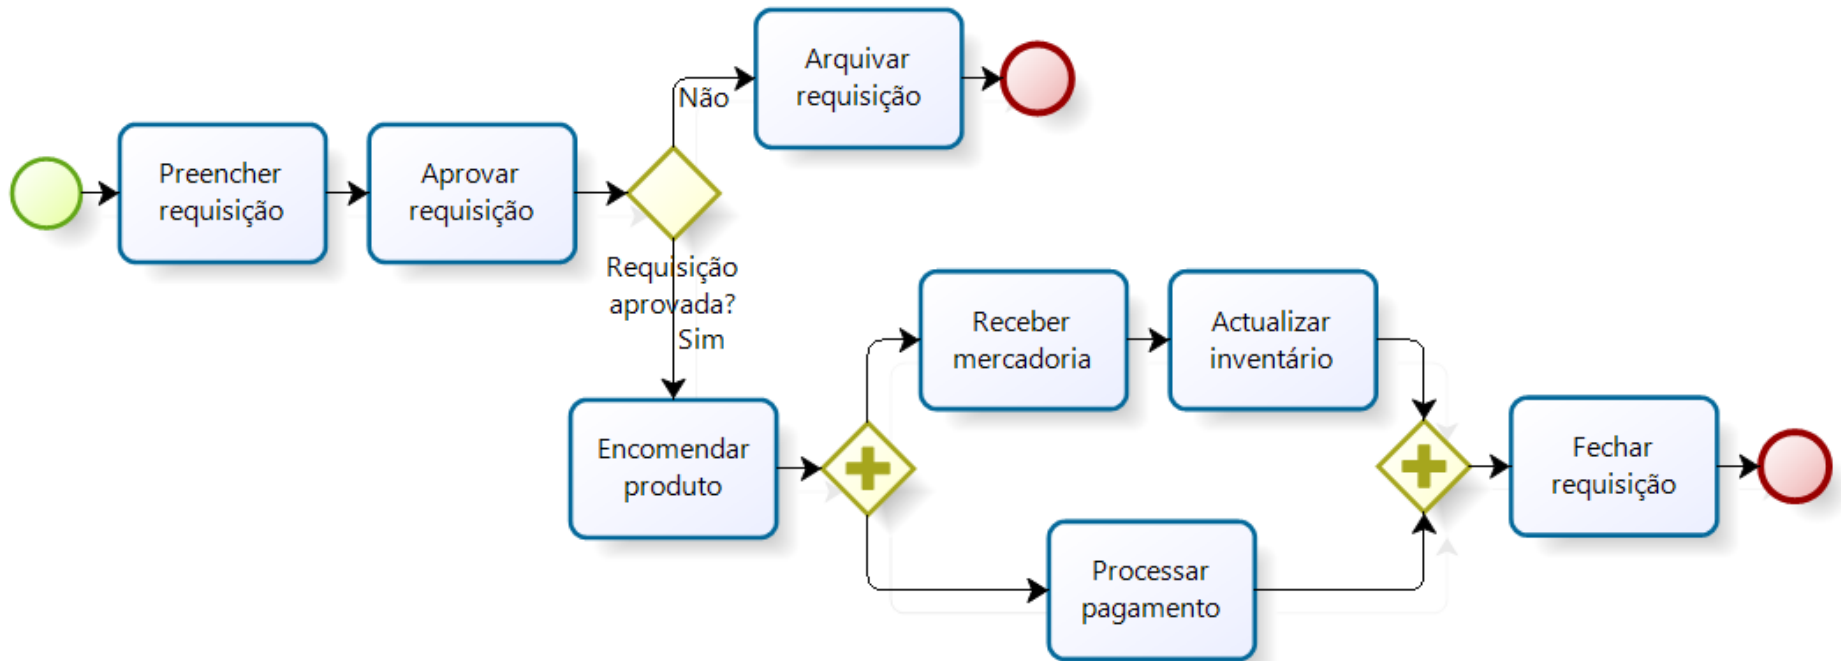 Preencher
requisição
Aprovar
requisição
Não
Arquivar
requisição
Requisição
aprovada?
Sim
Encomendar
produto
Receber
mercadoria
Actualizar
inventário
Processar
pagamento
Fechar
requisição